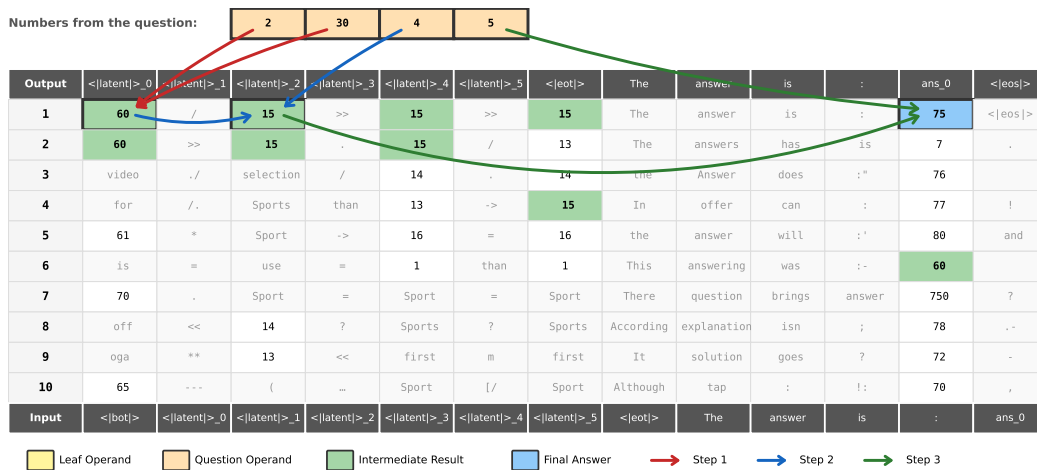 Numbers from the question: 2 30 4 5
Output <|latent|>_0 <|latent|>_1 <|latent|>_2 <|latent|>_3 <|latent|>_4 <|latent|>_5 <|eot|> The answer is : ans_0 <|eos|>
1 60 / 15 >> 15 >> 15 The answer is : 75 <|eos|>
2 60 >> 15 . 15 / 13 The answers has is 7 .
3 video ./ selection / 14 . 14 the Answer does :" 76
4 for /. Sports than 13 -> 15 In offer can : 77 !
5 61 * Sport -> 16 = 16 the answer will :' 80 and
6 is = use = 1 than 1 This answering was :- 60
7 70 . Sport = Sport = Sport There question brings answer 750 ?
8 off << 14 ? Sports ? Sports According explanation isn ; 78 .-
9 oga ** 13 << first m first It solution goes ? 72 -
10 65 --- ( … Sport [/ Sport Although tap : !: 70 ,
Input <|bot|> <|latent|>_0 <|latent|>_1 <|latent|>_2 <|latent|>_3 <|latent|>_4 <|latent|>_5 <|eot|> The answer is : ans_0
Leaf Operand Question Operand Intermediate Result Final Answer Step 1 Step 2 Step 3